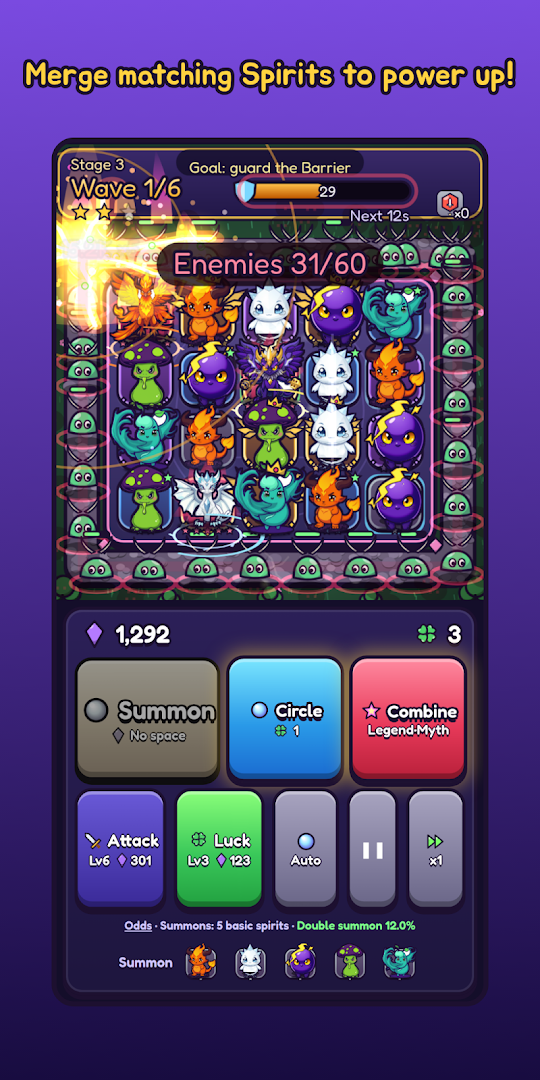 Merge matching Spirits to power up!
Stage 3
Goal: guard the Barrier
Wave 1/6
29
x0
Next 12s
Enemies 31/60
1,292
3
Summon
No space
Circle
1
Combine
Legend·Myth
Attack
Lv6 301
Luck
Lv3 123
Auto
x1
Odds · Summons: 5 basic spirits · Double summon 12.0%
Summon